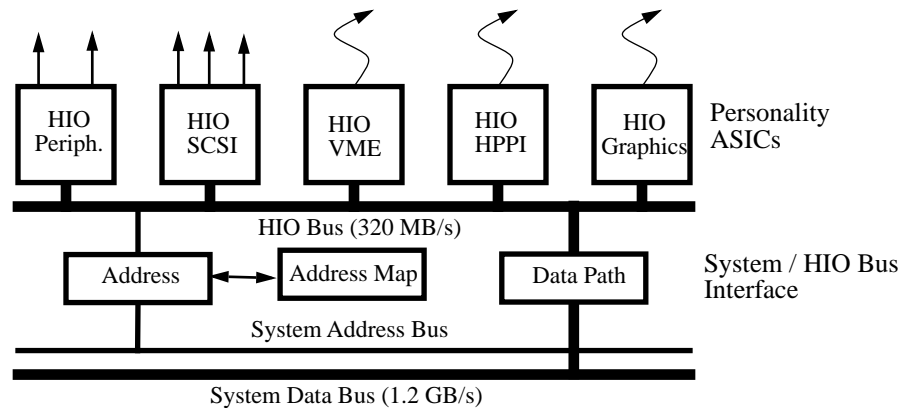 HIO
Periph.
HIO
SCSI
HIO
VME
HIO
HPPI
HIO
Graphics
Personality
ASICs
HIO Bus (320 MB/s)
Address
Address Map
Data Path
System / HIO Bus
Interface
System Address Bus
System Data Bus (1.2 GB/s)